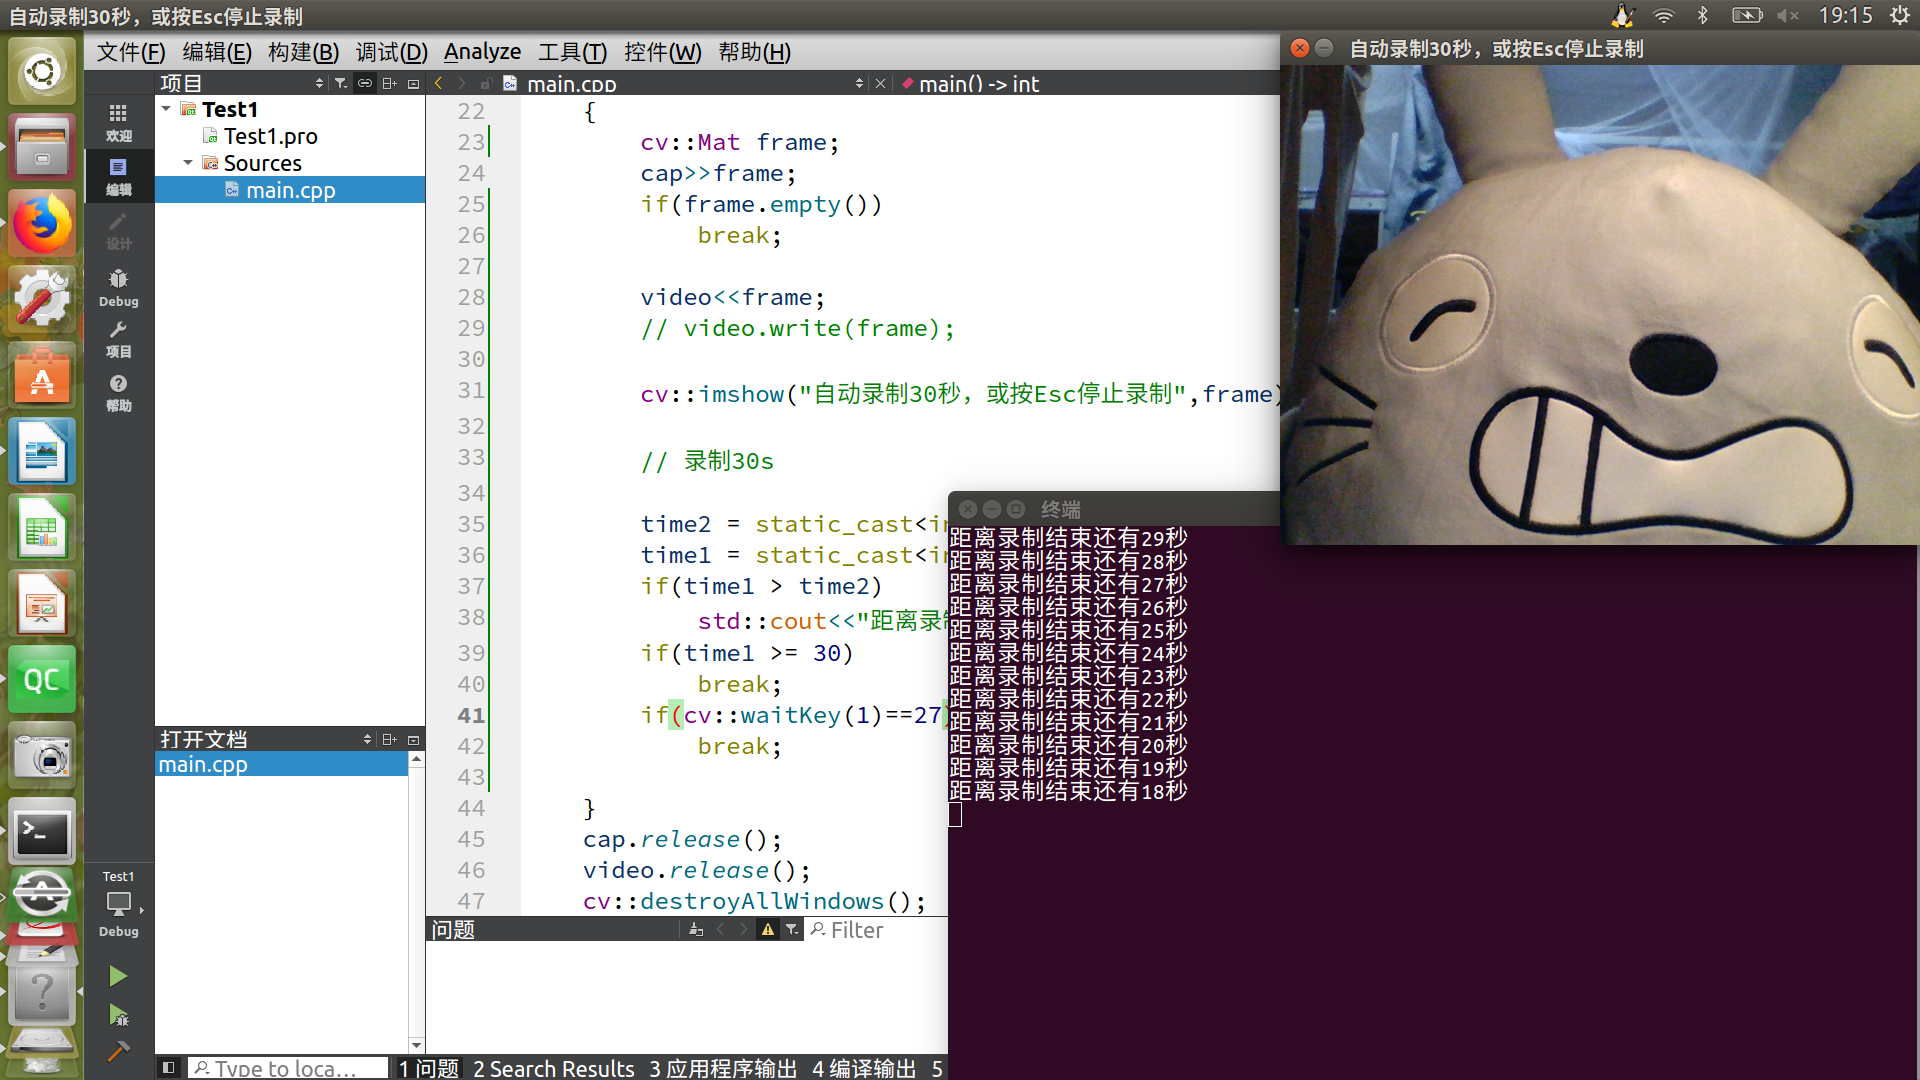 自动录制30秒，或按Esc停止录制
19:15
文件(F) 编辑(E) 构建(B) 调试(D) Analyze 工具(T) 控件(W) 帮助(H)
自动录制30秒，或按Esc停止录制
项目
main.cpp
main() -> int
欢迎
编辑
设计
Debug
项目
帮助
Test1
Debug
Test1
Test1.pro
Sources
main.cpp
打开文档
main.cpp
22 {
23 cv::Mat frame;
24 cap>>frame;
25 if(frame.empty())
26 break;
27
28 video<<frame;
29 // video.write(frame);
30
31 cv::imshow("自动录制30秒，或按Esc停止录制",frame)
32
33 // 录制30s
34
35 time2 = static_cast<in
36 time1 = static_cast<in
37 if(time1 > time2)
38 std::cout<<"距离录制
39 if(time1 >= 30)
40 break;
41 if(cv::waitKey(1)==27)
42 break;
43
44 }
45 cap.release();
46 video.release();
47 cv::destroyAllWindows();
终端
距离录制结束还有29秒
距离录制结束还有28秒
距离录制结束还有27秒
距离录制结束还有26秒
距离录制结束还有25秒
距离录制结束还有24秒
距离录制结束还有23秒
距离录制结束还有22秒
距离录制结束还有21秒
距离录制结束还有20秒
距离录制结束还有19秒
距离录制结束还有18秒
问题
Filter
Type to loca...
1 问题 2 Search Results 3 应用程序输出 4 编译输出 5
QC